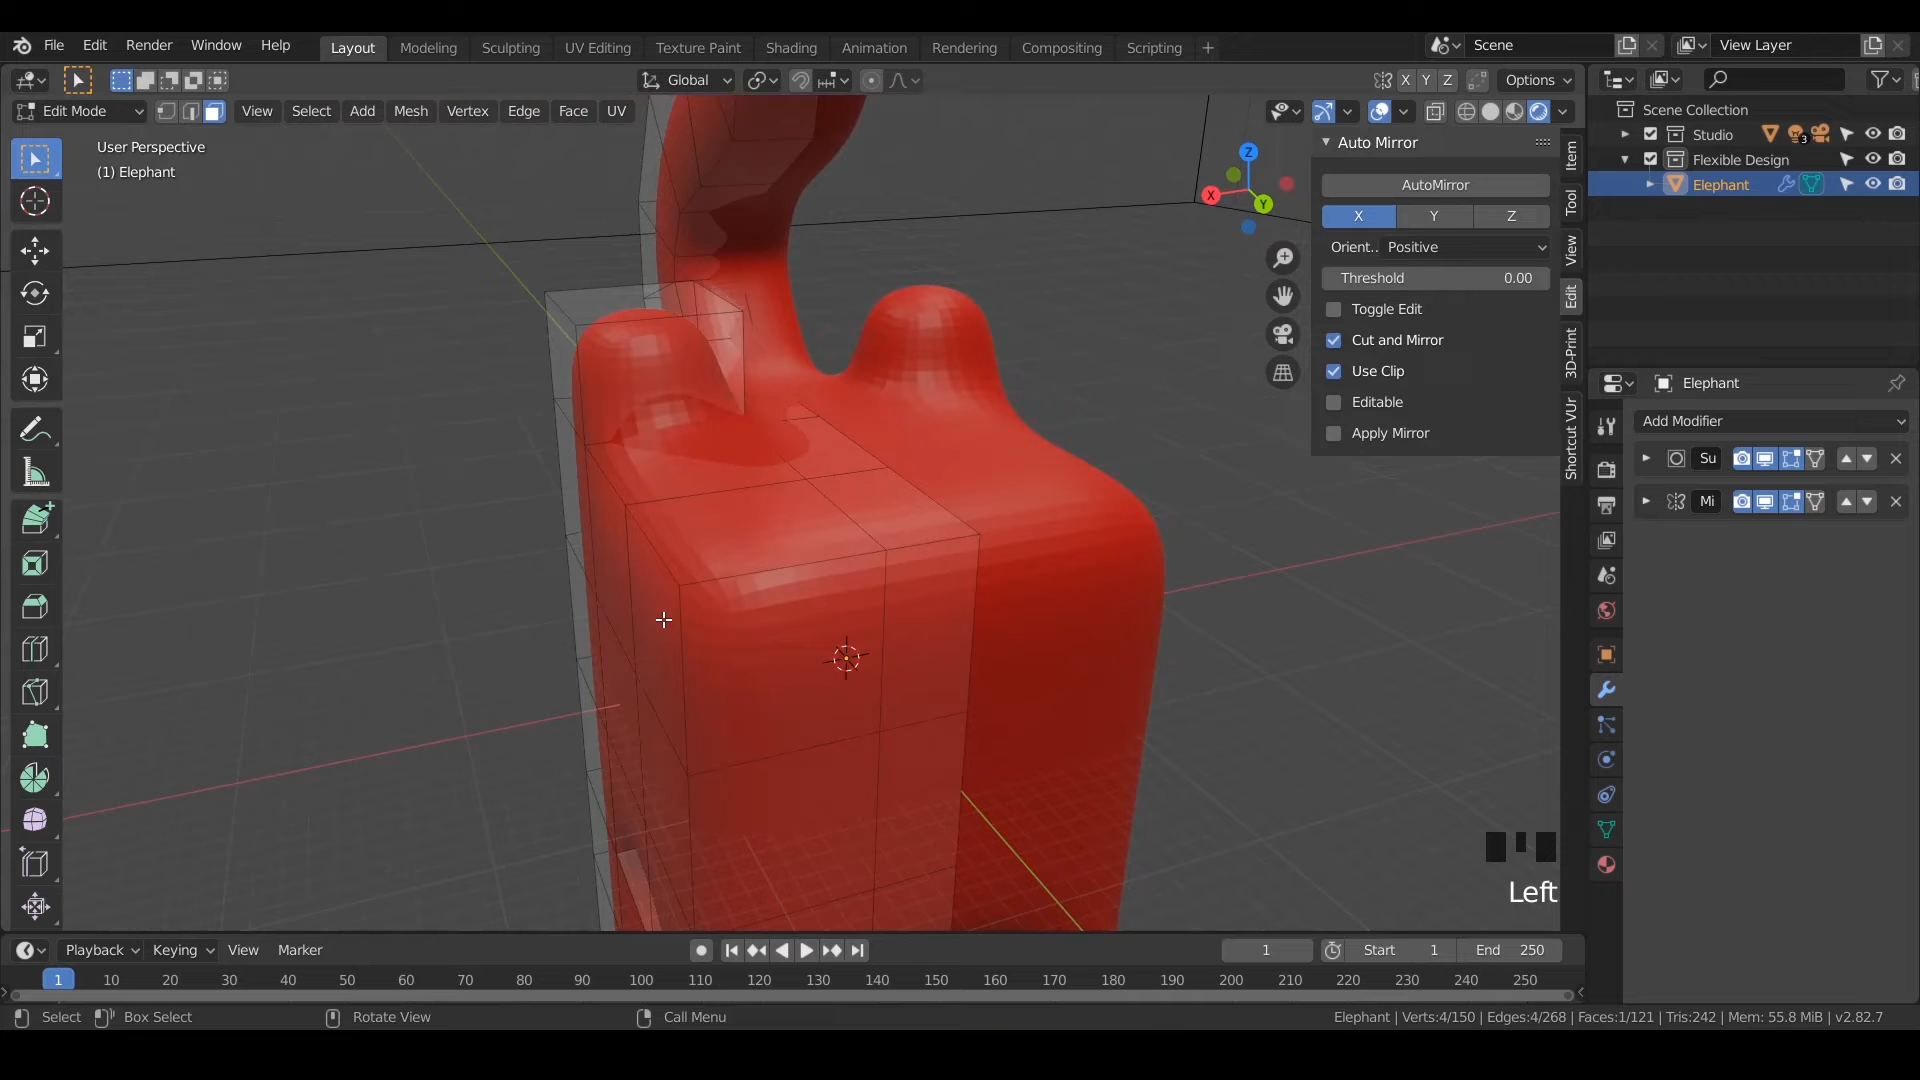 File Edit Render Window Help Layout Modeling Sculpting UV Editing Texture Paint Shading Animation Rendering Compositing Scripting + Scene View Layer
Global X Y Z Options
Edit Mode View Select Add Mesh Vertex Edge Face UV
User Perspective
(1) Elephant
Z
X
Y
Auto Mirror
AutoMirror
X Y Z
Orient.. Positive
Threshold 0.00
Toggle Edit
Cut and Mirror
Use Clip
Editable
Apply Mirror
Item
Tool
View
Edit
3D-Print
Shortcut VUr
Scene Collection
Studio 3
Flexible Design
Elephant
Elephant
Add Modifier
Su
Mi
Left
Playback Keying View Marker 1 Start 1 End 250
1 10 20 30 40 50 60 70 80 90 100 110 120 130 140 150 160 170 180 190 200 210 220 230 240 250
Select Box Select Rotate View Call Menu Elephant | Verts:4/150 | Edges:4/268 | Faces:1/121 | Tris:242 | Mem: 55.8 MiB | v2.82.7